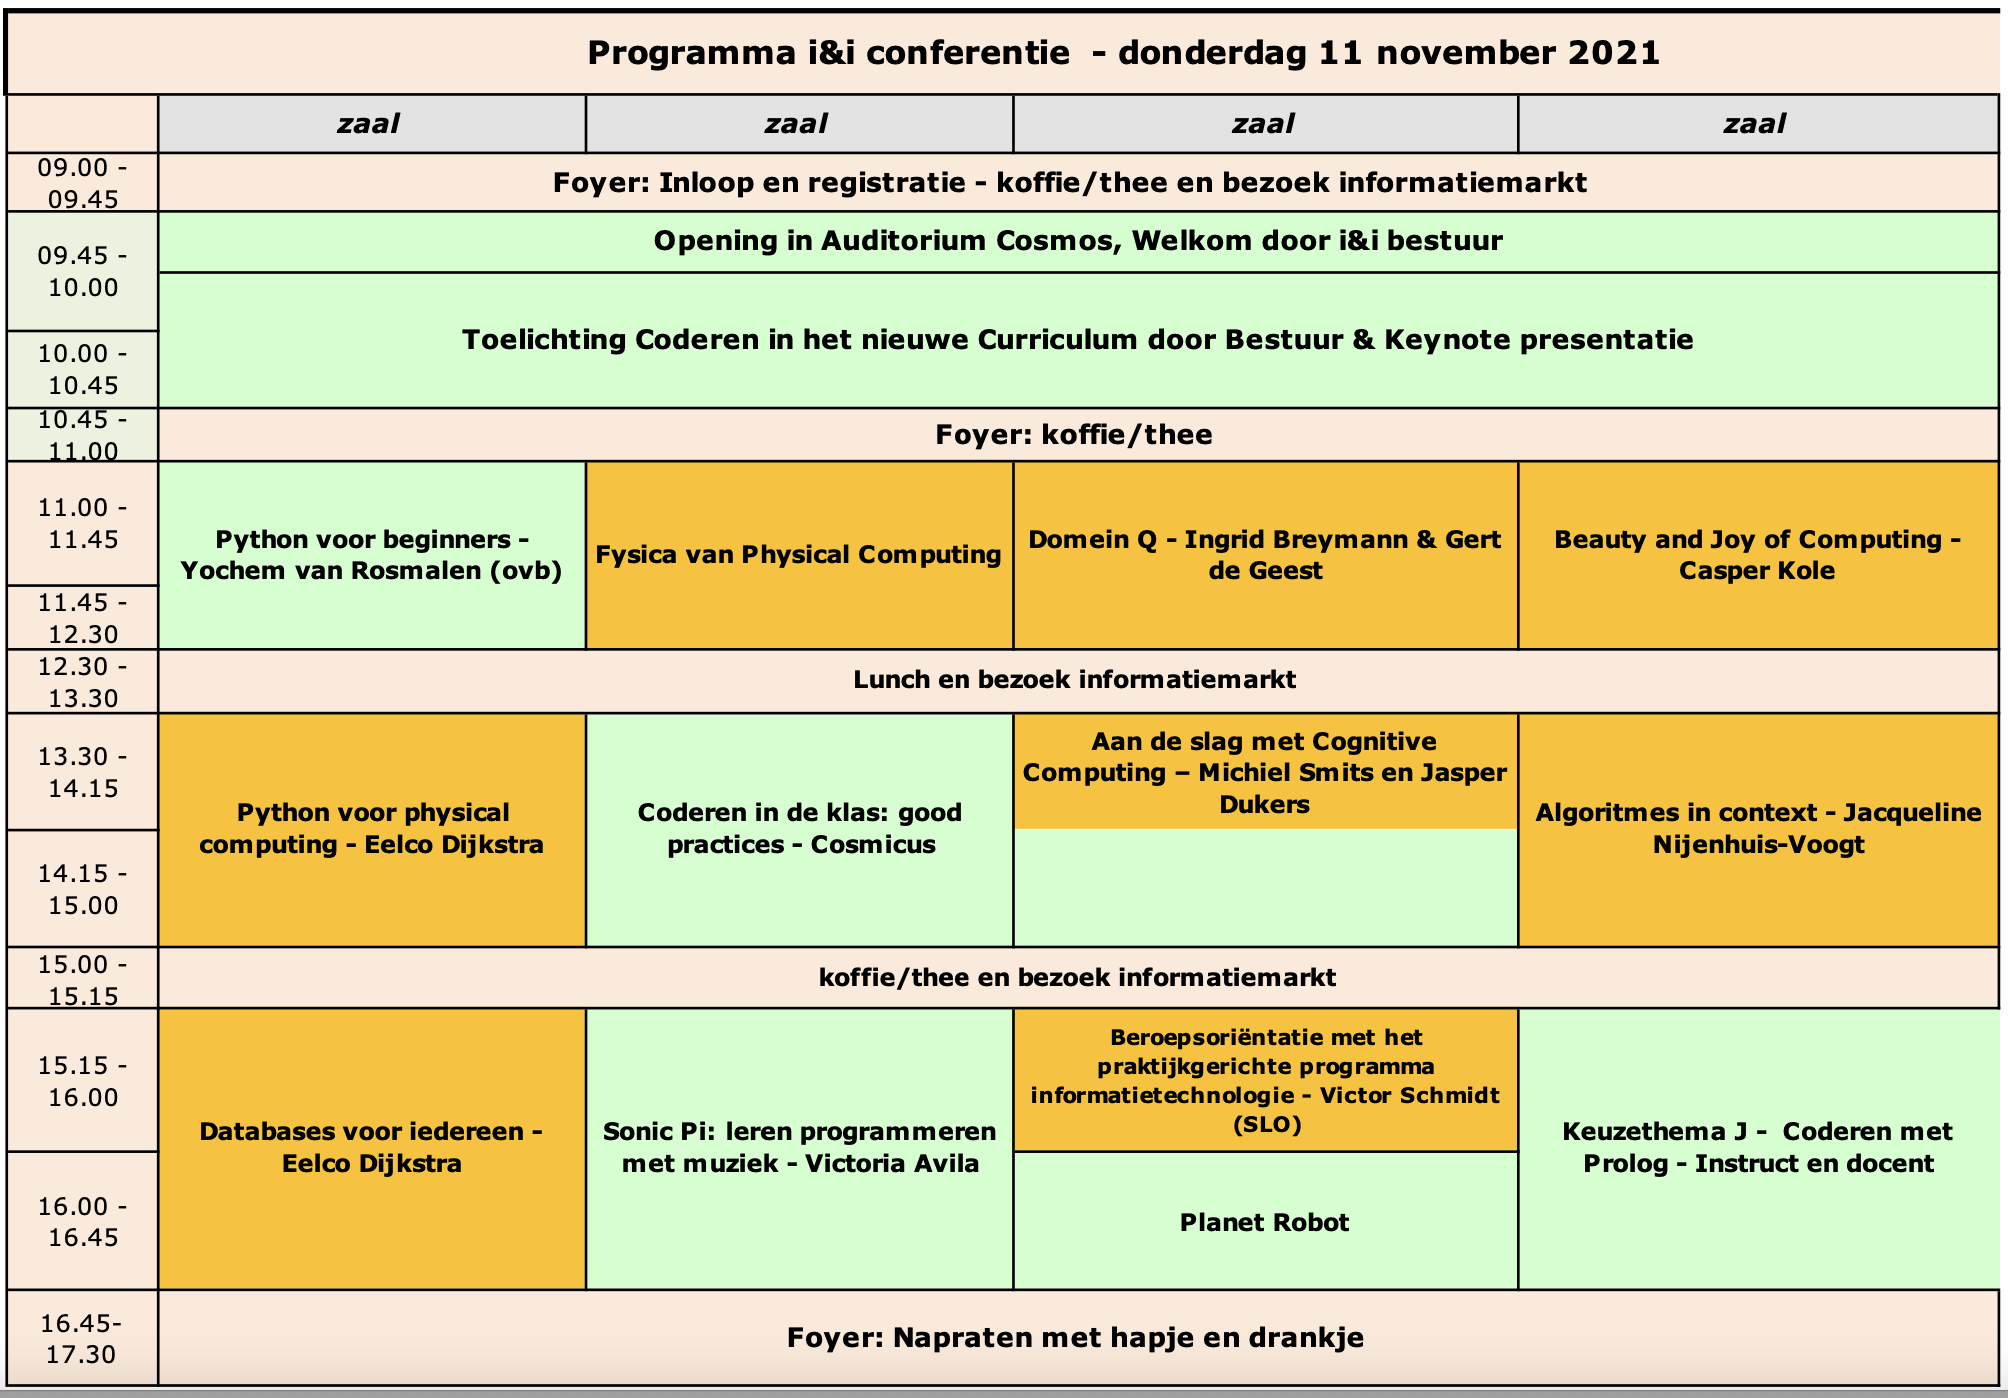 Programma i&i conferentie  - donderdag 11 november 2021
zaal
zaal
zaal
zaal
09.00 -
09.45
Foyer: Inloop en registratie - koffie/thee en bezoek informatiemarkt
09.45 -
10.00
Opening in Auditorium Cosmos, Welkom door i&i bestuur
Toelichting Coderen in het nieuwe Curriculum door Bestuur & Keynote presentatie
10.00 -
10.45
10.45 -
11.00
Foyer: koffie/thee
11.00 -
11.45
Python voor beginners -
Yochem van Rosmalen (ovb)
Fysica van Physical Computing
Domein Q - Ingrid Breymann & Gert
de Geest
Beauty and Joy of Computing -
Casper Kole
11.45 -
12.30
12.30 -
13.30
Lunch en bezoek informatiemarkt
13.30 -
14.15
Python voor physical
computing - Eelco Dijkstra
Coderen in de klas: good
practices - Cosmicus
Aan de slag met Cognitive
Computing – Michiel Smits en Jasper
Dukers
Algoritmes in context - Jacqueline
Nijenhuis-Voogt
14.15 -
15.00
15.00 -
15.15
koffie/thee en bezoek informatiemarkt
15.15 -
16.00
Databases voor iedereen -
Eelco Dijkstra
Sonic Pi: leren programmeren
met muziek - Victoria Avila
Beroepsoriëntatie met het
praktijkgerichte programma
informatietechnologie - Victor Schmidt
(SLO)
Keuzethema J -  Coderen met
Prolog - Instruct en docent
16.00 -
16.45
Planet Robot
16.45-
17.30
Foyer: Napraten met hapje en drankje